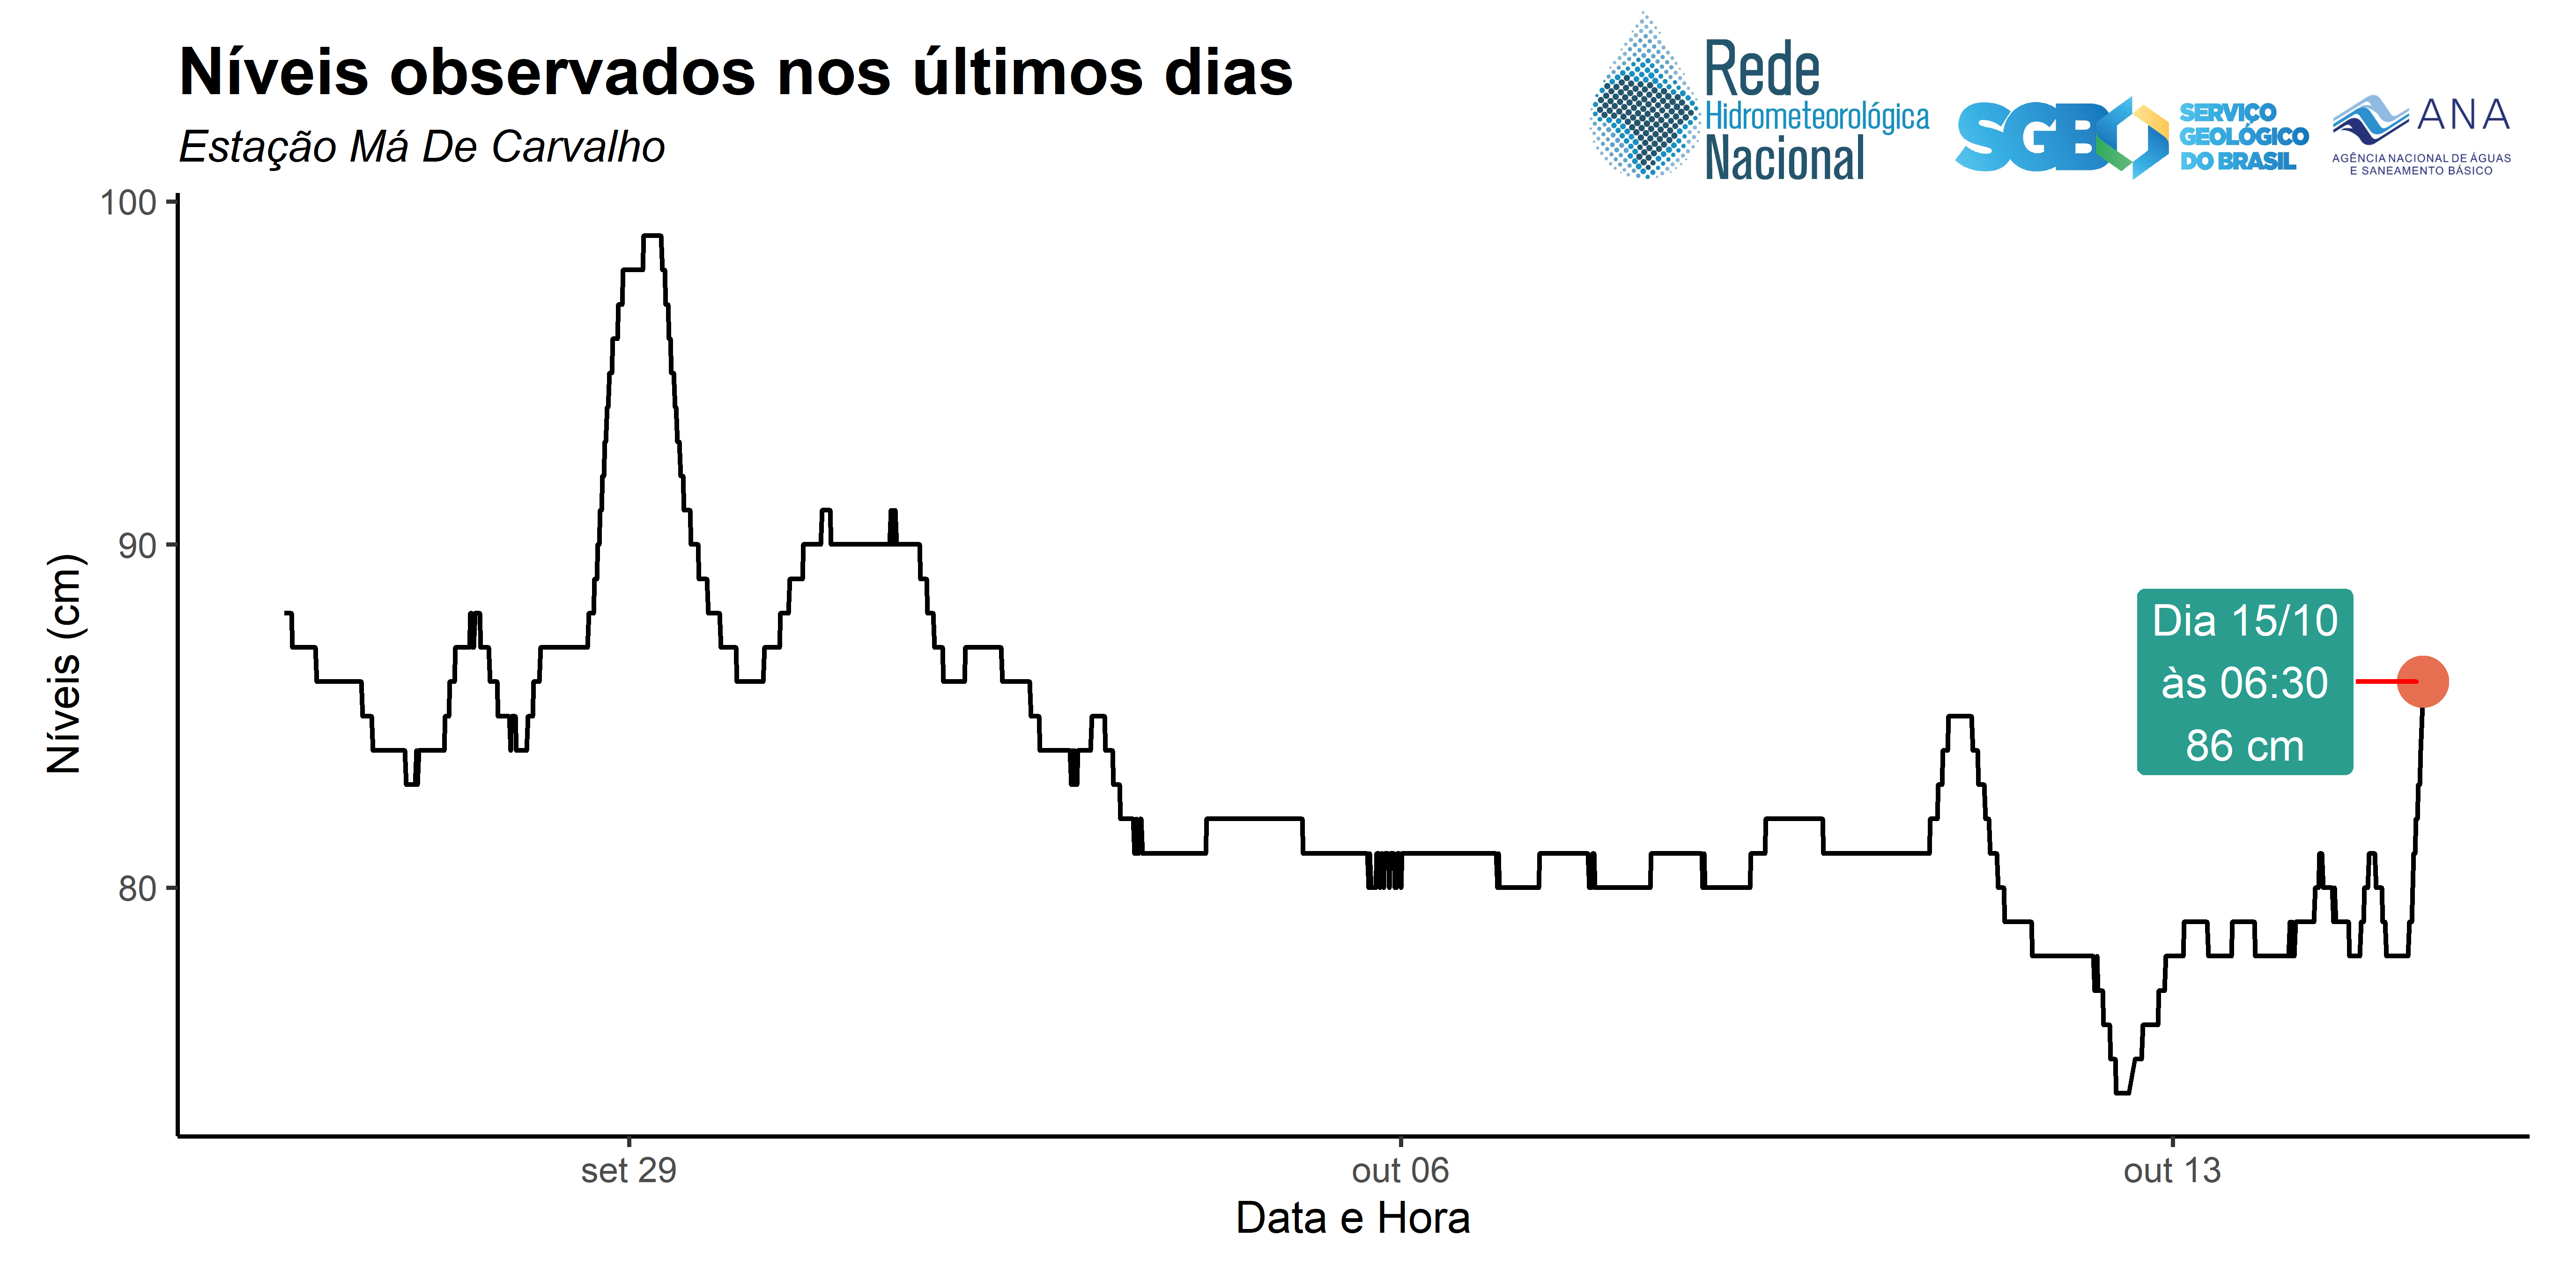 Níveis observados nos últimos dias
Estação Má De Carvalho
Rede
Hidrometeorológica
Nacional
SGB
SERVIÇO
GEOLÓGICO
DO BRASIL
ANA
AGÊNCIA NACIONAL DE ÁGUAS
E SANEAMENTO BÁSICO
100
90
80
Níveis (cm)
Dia 15/10
às 06:30
86 cm
set 29
out 06
out 13
Data e Hora